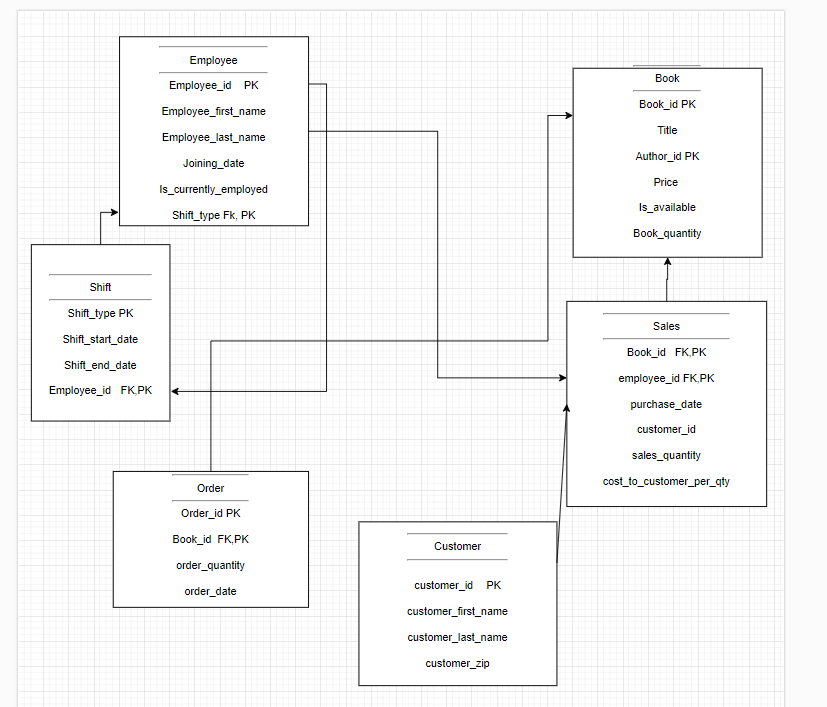 Employee
Employee_id PK
Employee_first_name
Employee_last_name
Joining_date
Is_currently_employed
Shift_type Fk, PK
Book
Book_id PK
Title
Author_id PK
Price
Is_available
Book_quantity
Shift
Shift_type PK
Shift_start_date
Shift_end_date
Employee_id FK,PK
Sales
Book_id FK,PK
employee_id FK,PK
purchase_date
customer_id
sales_quantity
cost_to_customer_per_qty
Order
Order_id PK
Book_id FK,PK
order_quantity
order_date
Customer
customer_id PK
customer_first_name
customer_last_name
customer_zip